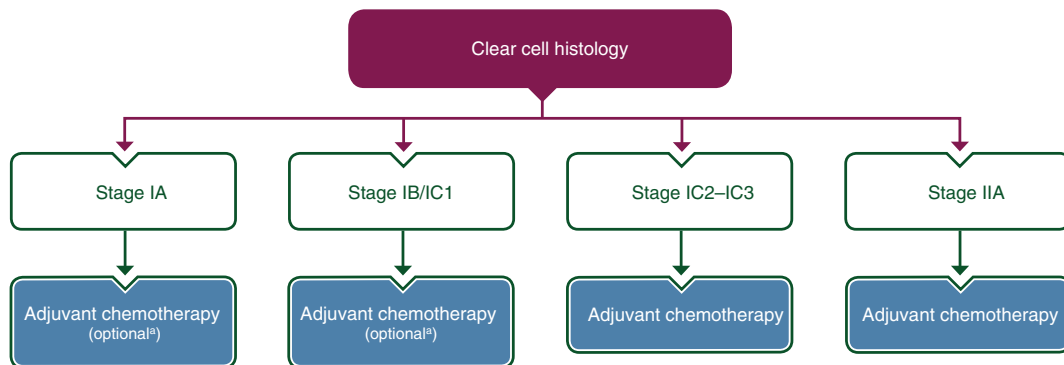 Clear cell histology
Stage IA
Stage IB/IC1
Stage IC2–IC3
Stage IIA
Adjuvant chemotherapy
(optionalᵃ)
Adjuvant chemotherapy
(optionalᵃ)
Adjuvant chemotherapy
Adjuvant chemotherapy